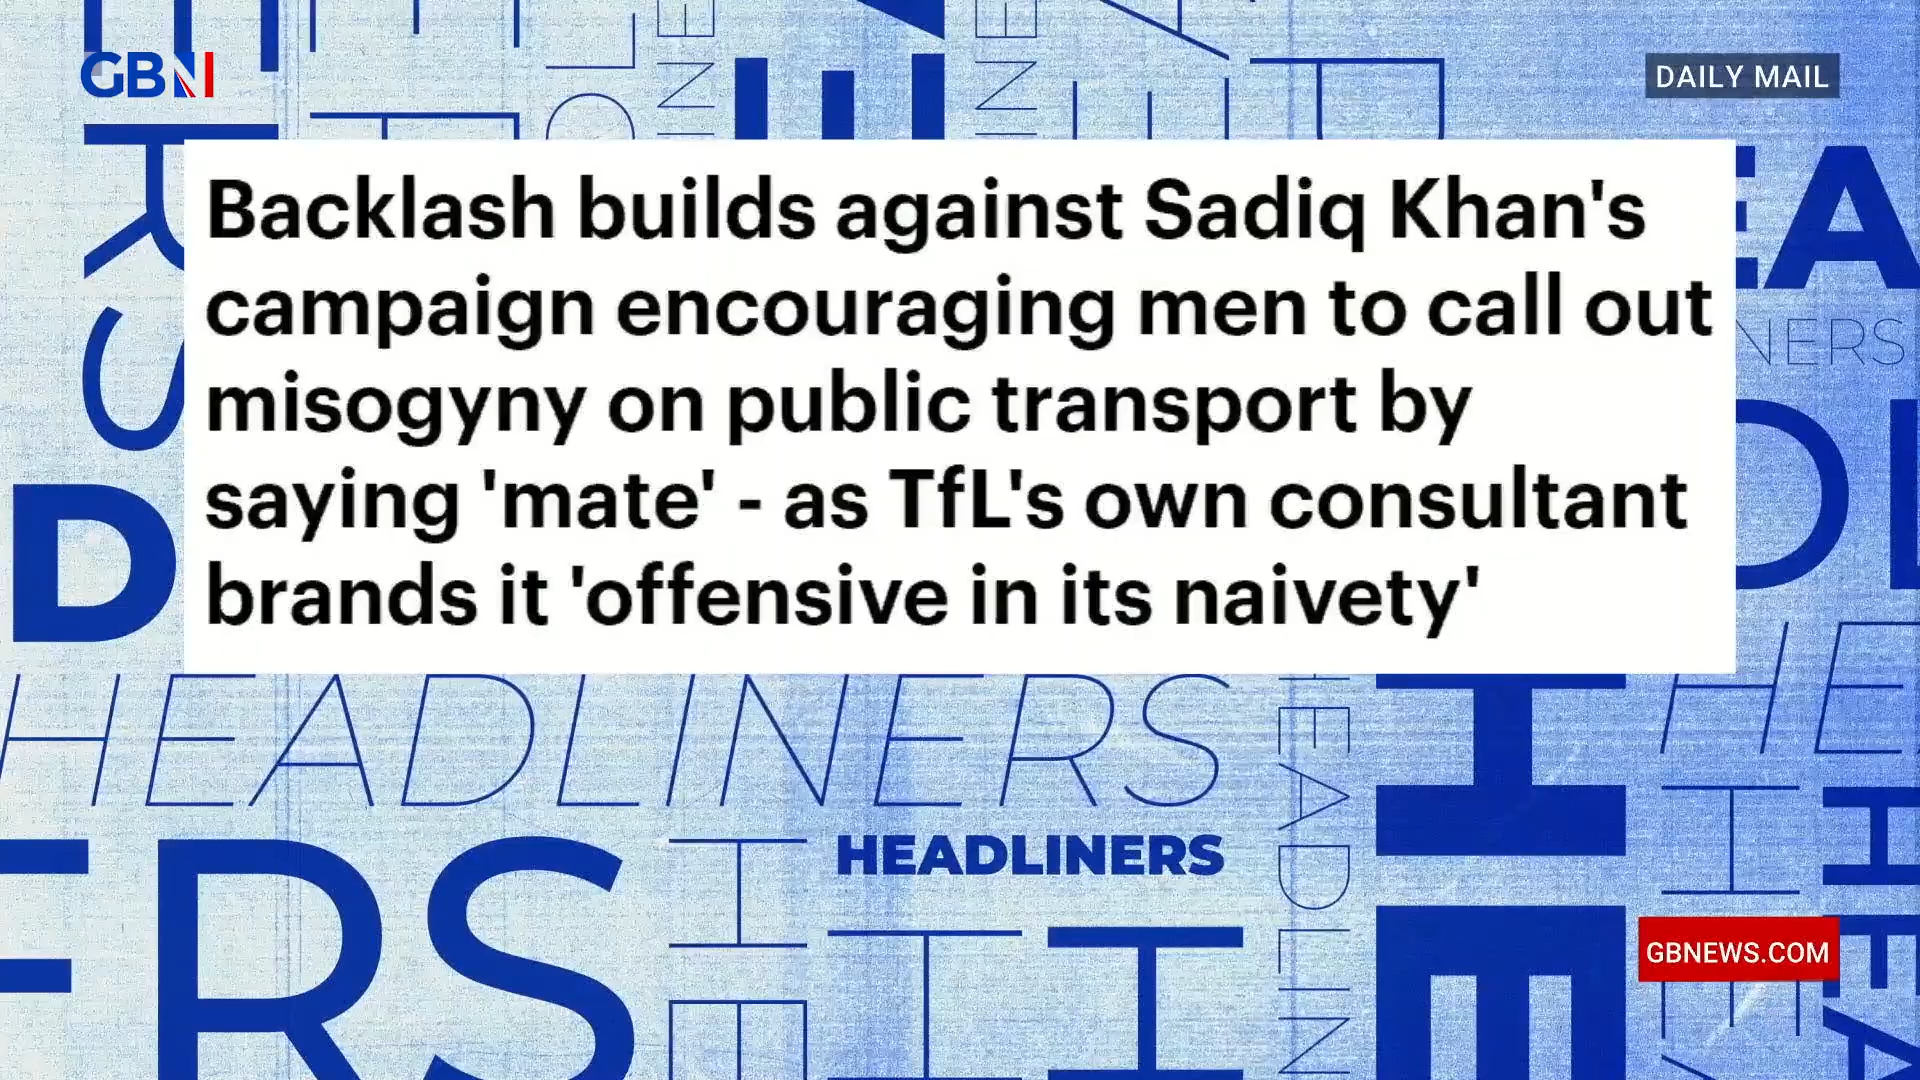 GBN
DAILY MAIL
Backlash builds against Sadiq Khan's
campaign encouraging men to call out
misogyny on public transport by
saying 'mate' - as TfL's own consultant
brands it 'offensive in its naivety'
HEADLINERS
HEADLINERS
GBNEWS.COM